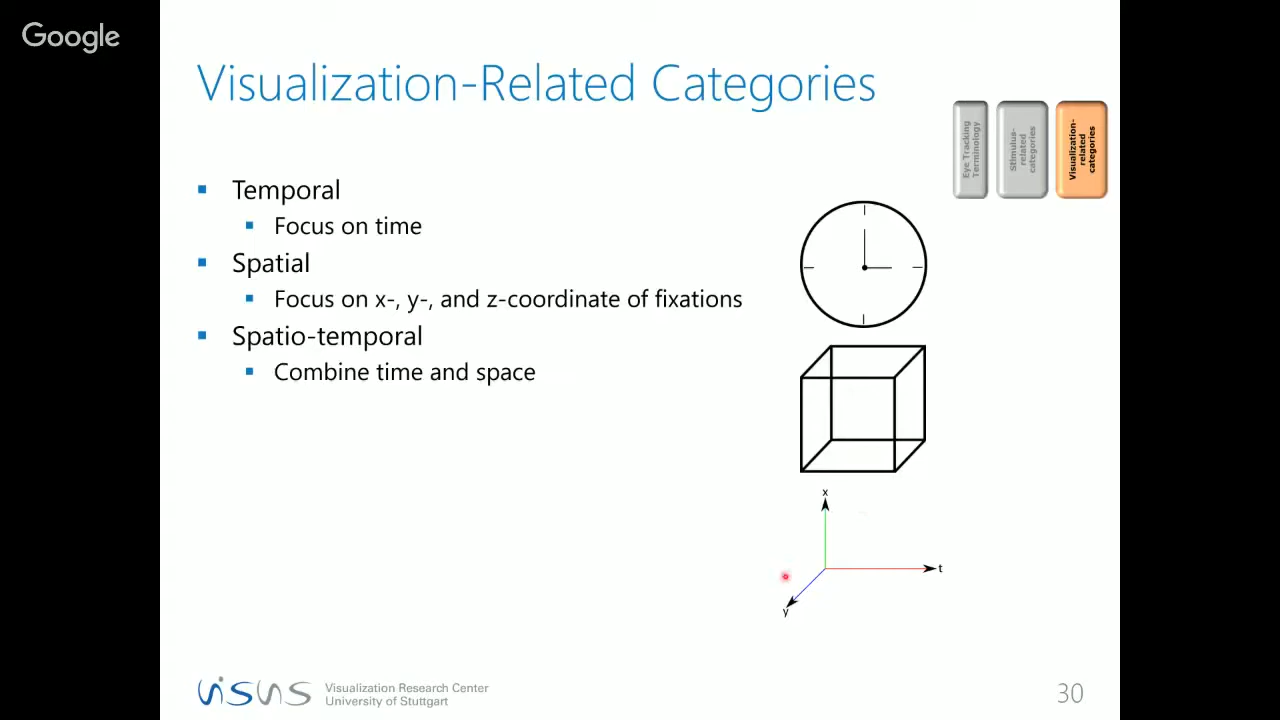 Google
Visualization-Related Categories
Eye Tracking
Terminology
Stimulus-
related
categories
Visualization-
related
categories
Temporal
Focus on time
Spatial
Focus on x-, y-, and z-coordinate of fixations
Spatio-temporal
Combine time and space
x
t
y
VISUS
Visualization Research Center
University of Stuttgart
30